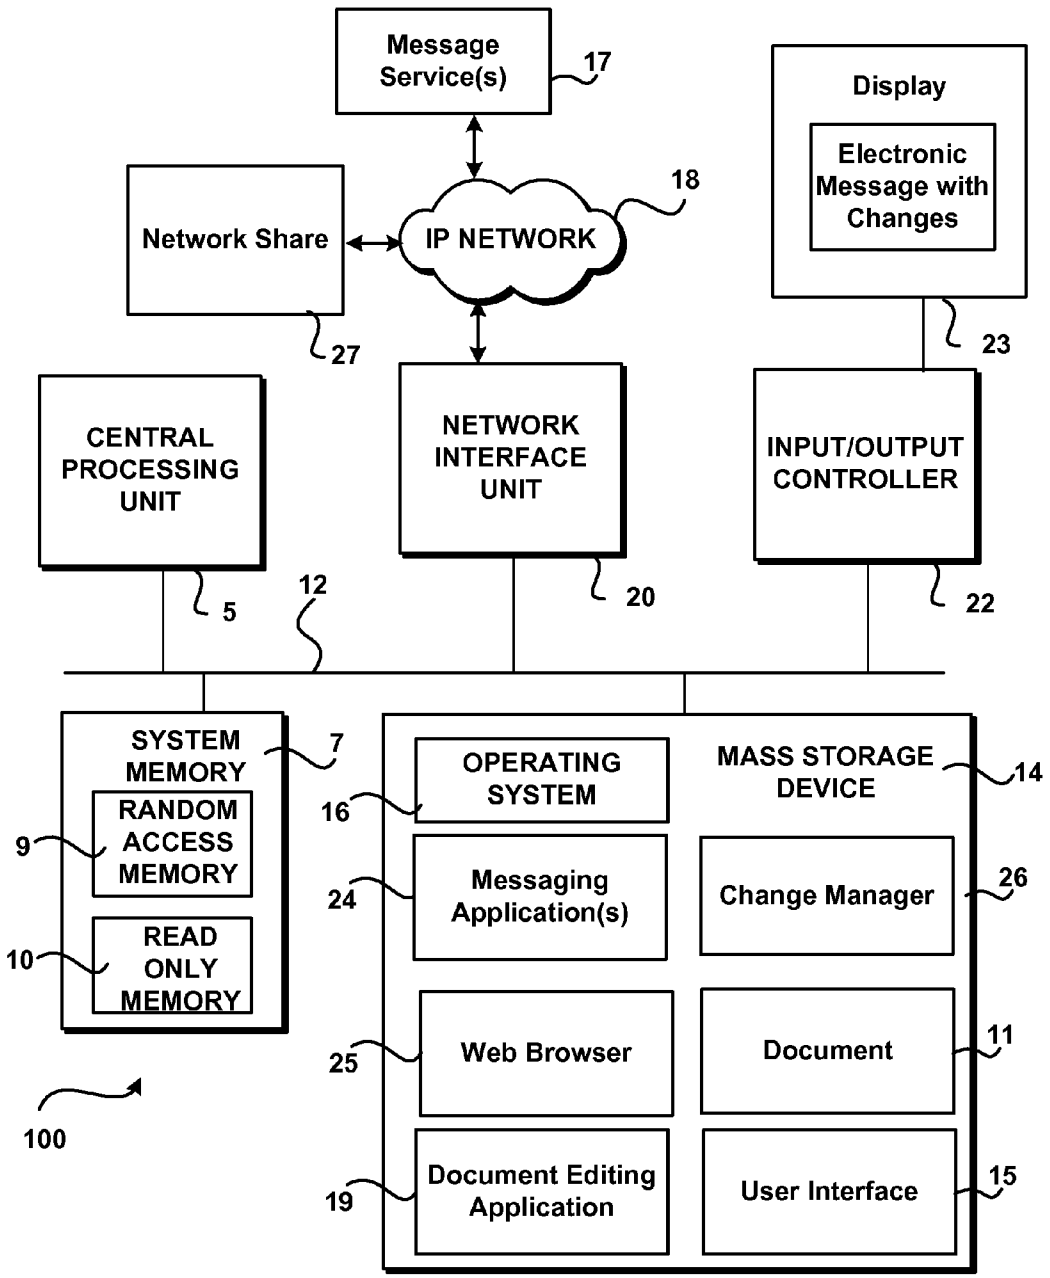 Message
Service(s)
17
Display
Electronic
Message with
Changes
23
Network Share
27
IP NETWORK
18
CENTRAL
PROCESSING
UNIT
5
NETWORK
INTERFACE
UNIT
20
INPUT/OUTPUT
CONTROLLER
22
12
SYSTEM
MEMORY
7
RANDOM
ACCESS
MEMORY
9
READ
ONLY
MEMORY
10
100
MASS STORAGE
DEVICE
14
OPERATING
SYSTEM
16
Messaging
Application(s)
24
Change Manager
26
Web Browser
25
Document
11
Document Editing
Application
19
User Interface
15